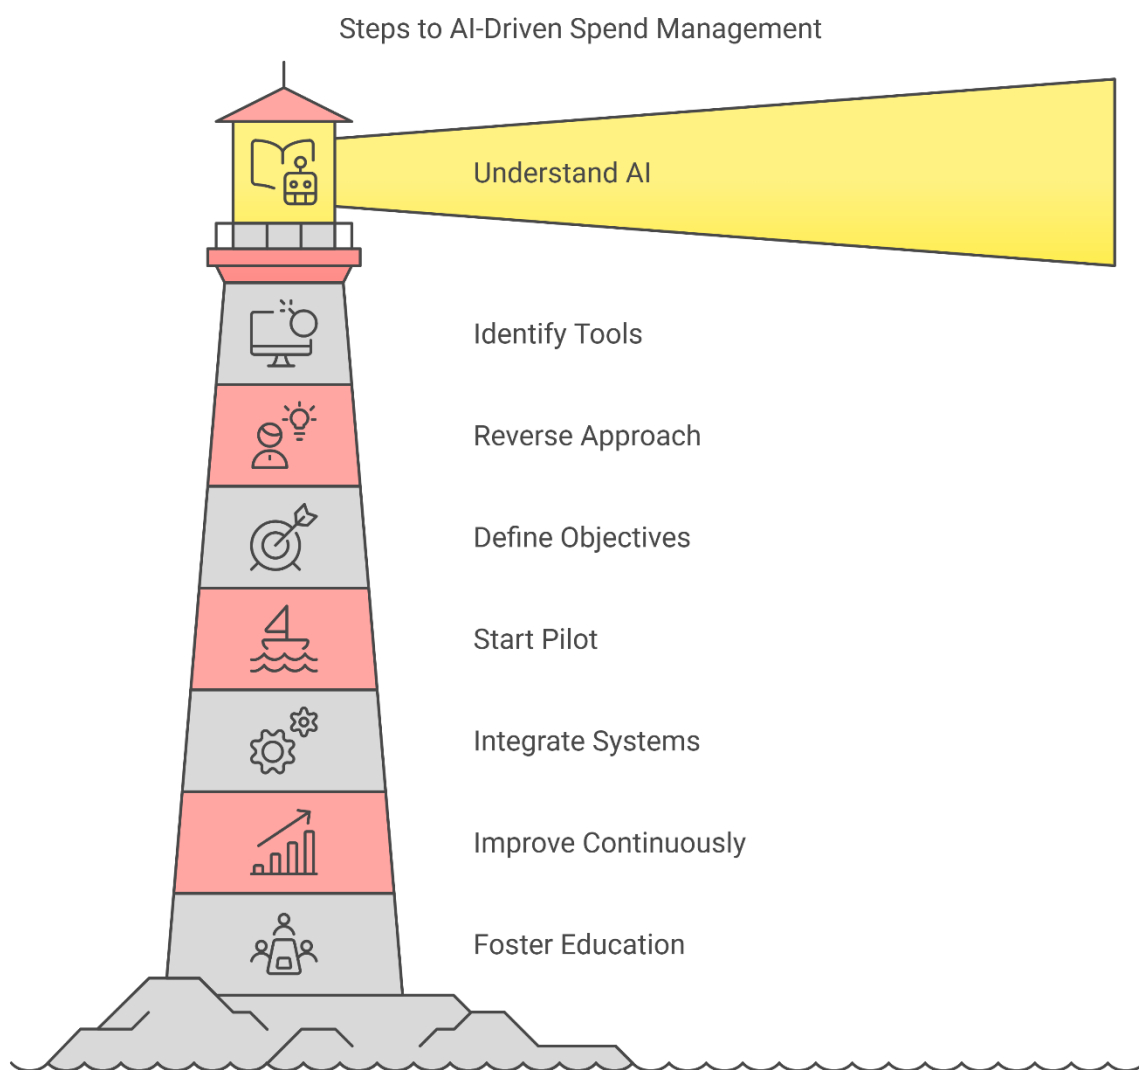 Steps to AI-Driven Spend Management
Understand AI
Identify Tools
Reverse Approach
Define Objectives
Start Pilot
Integrate Systems
Improve Continuously
Foster Education